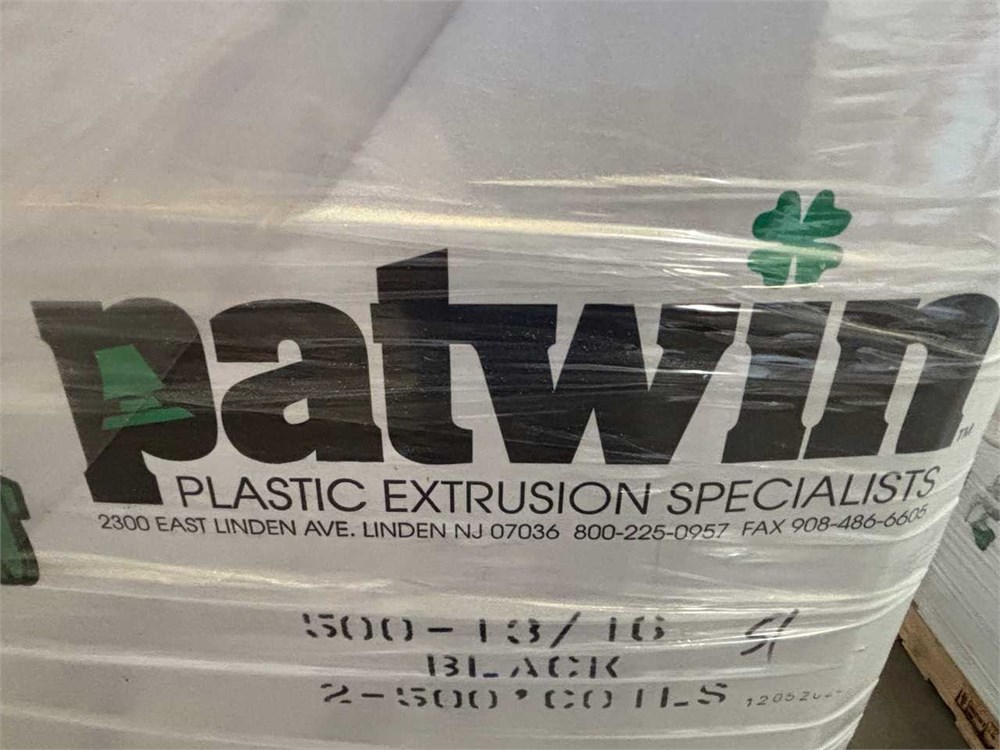 patwin
TM
PLASTIC EXTRUSION SPECIALISTS
2300 EAST LINDEN AVE. LINDEN NJ 07036 800-225-0957 FAX 908-486-6605
500-13/16
BLACK
2-500'COILS